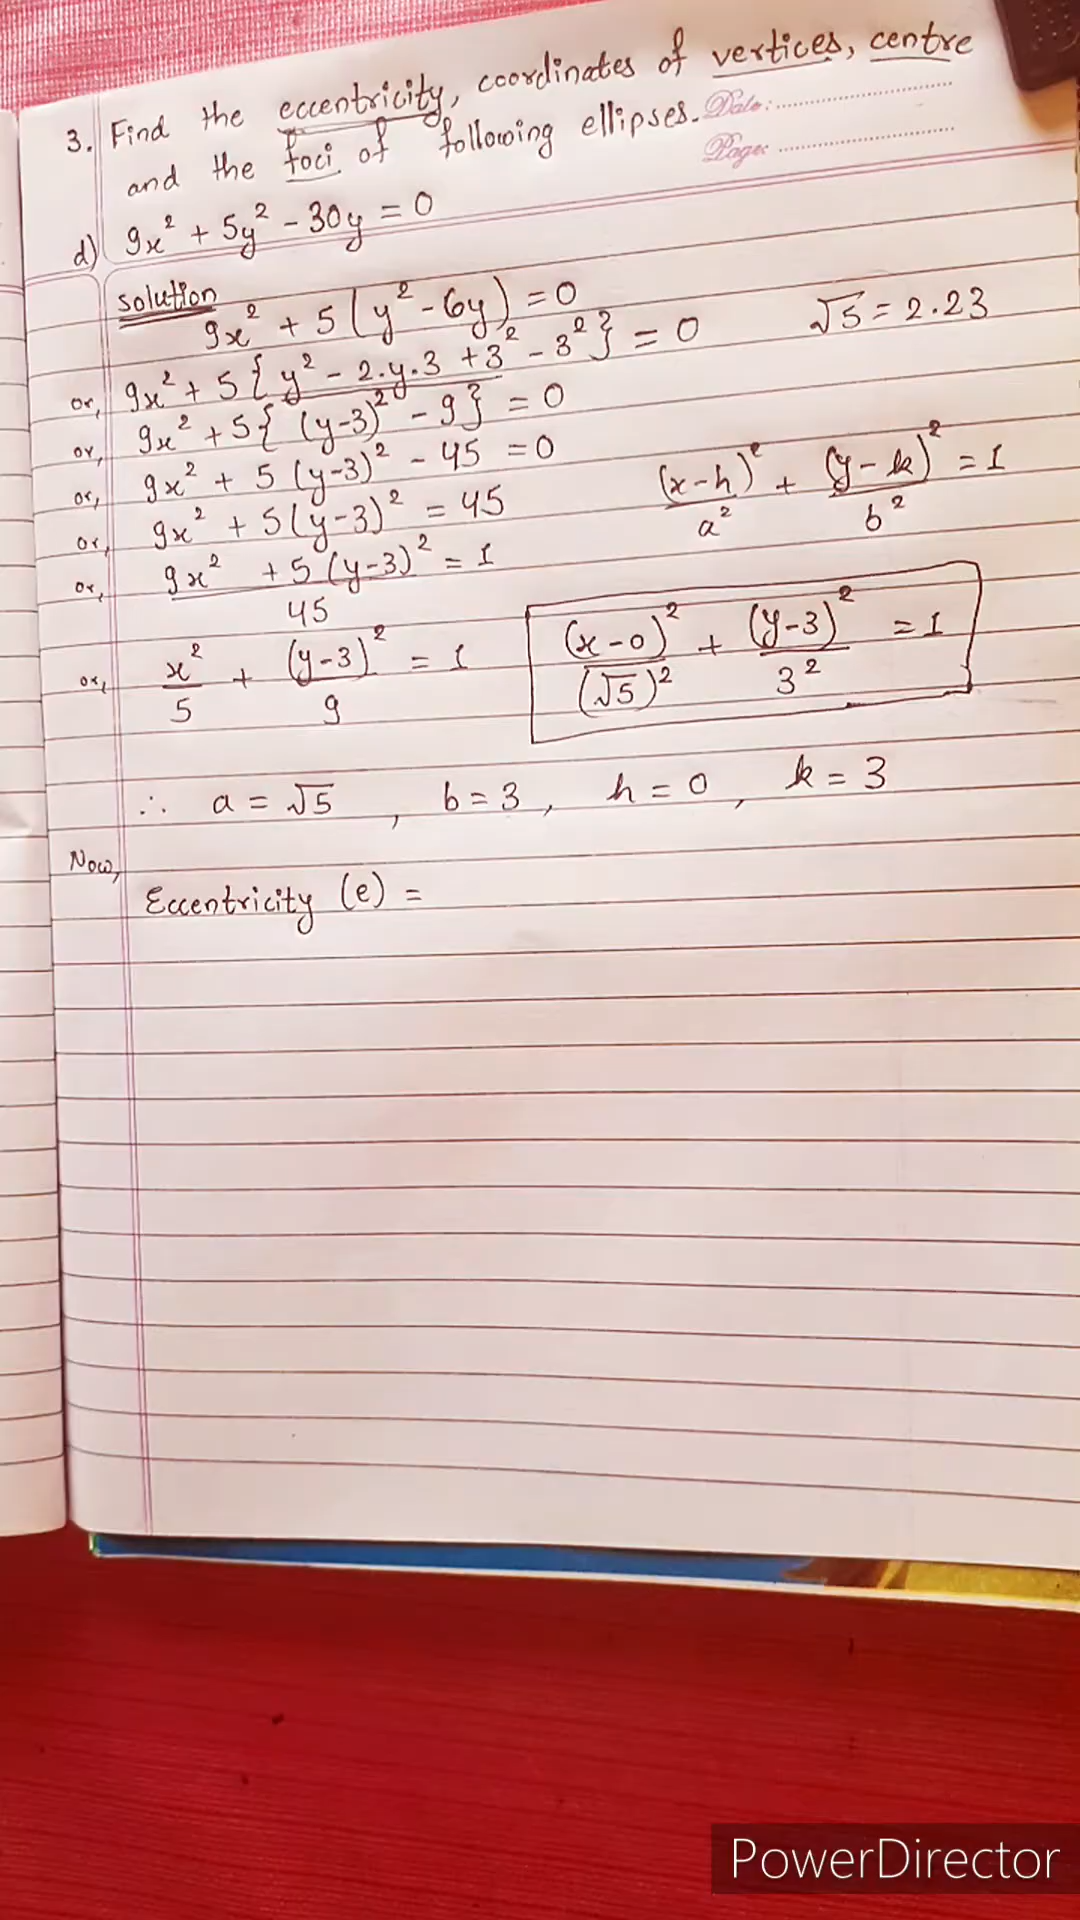 3. Find the eccentricity, coordinates of vertices, centre
and the foci of following ellipses.
Date:
Page:
d) 9x² + 5y² - 30y = 0
solution
9x² + 5(y² - 6y) = 0
√5 = 2.23
or, 9x² + 5{y² - 2.y.3 + 3² - 3²} = 0
or, 9x² + 5{(y-3)² - 9} = 0
or, 9x² + 5(y-3)² - 45 = 0
(x-h)²/a² + (y-k)²/b² = 1
or, 9x² + 5(y-3)² = 45
or, 9x² + 5(y-3)² / 45 = 1
or, x²/5 + (y-3)²/9 = 1
(x-0)²/(√5)² + (y-3)²/3² = 1
∴ a = √5 , b = 3 , h = 0 , k = 3
Now,
Eccentricity (e) =
PowerDirector